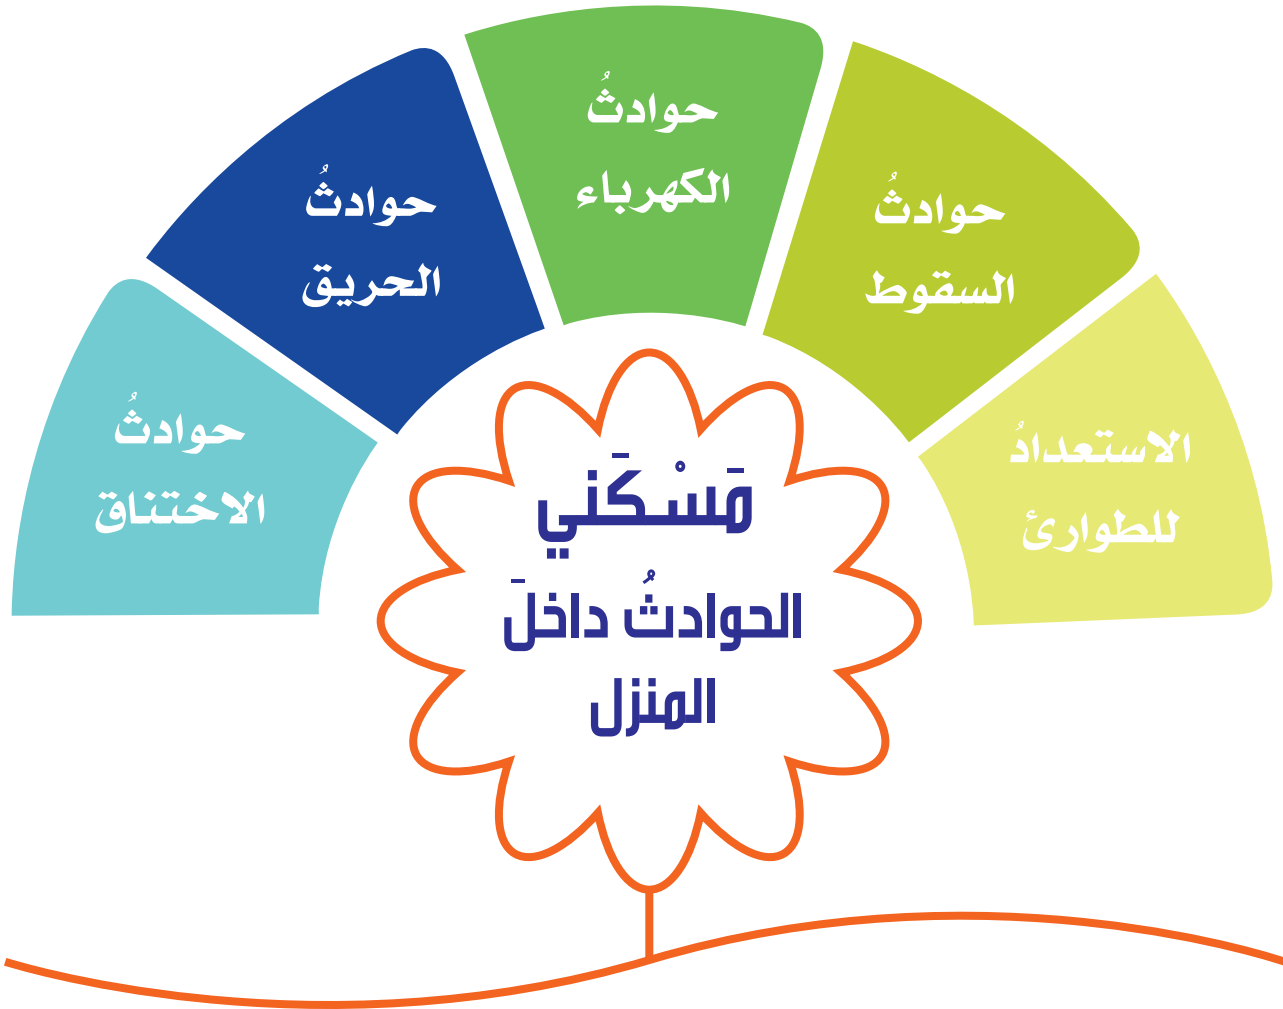 الاستعدادُ
للطوارئ
حوادثُ
السقوط
حوادثُ
الكهرباء
حوادثُ
الحريق
حوادثُ
الاختناق
مَسْكَني
الحوادثُ داخلَ
المنزل